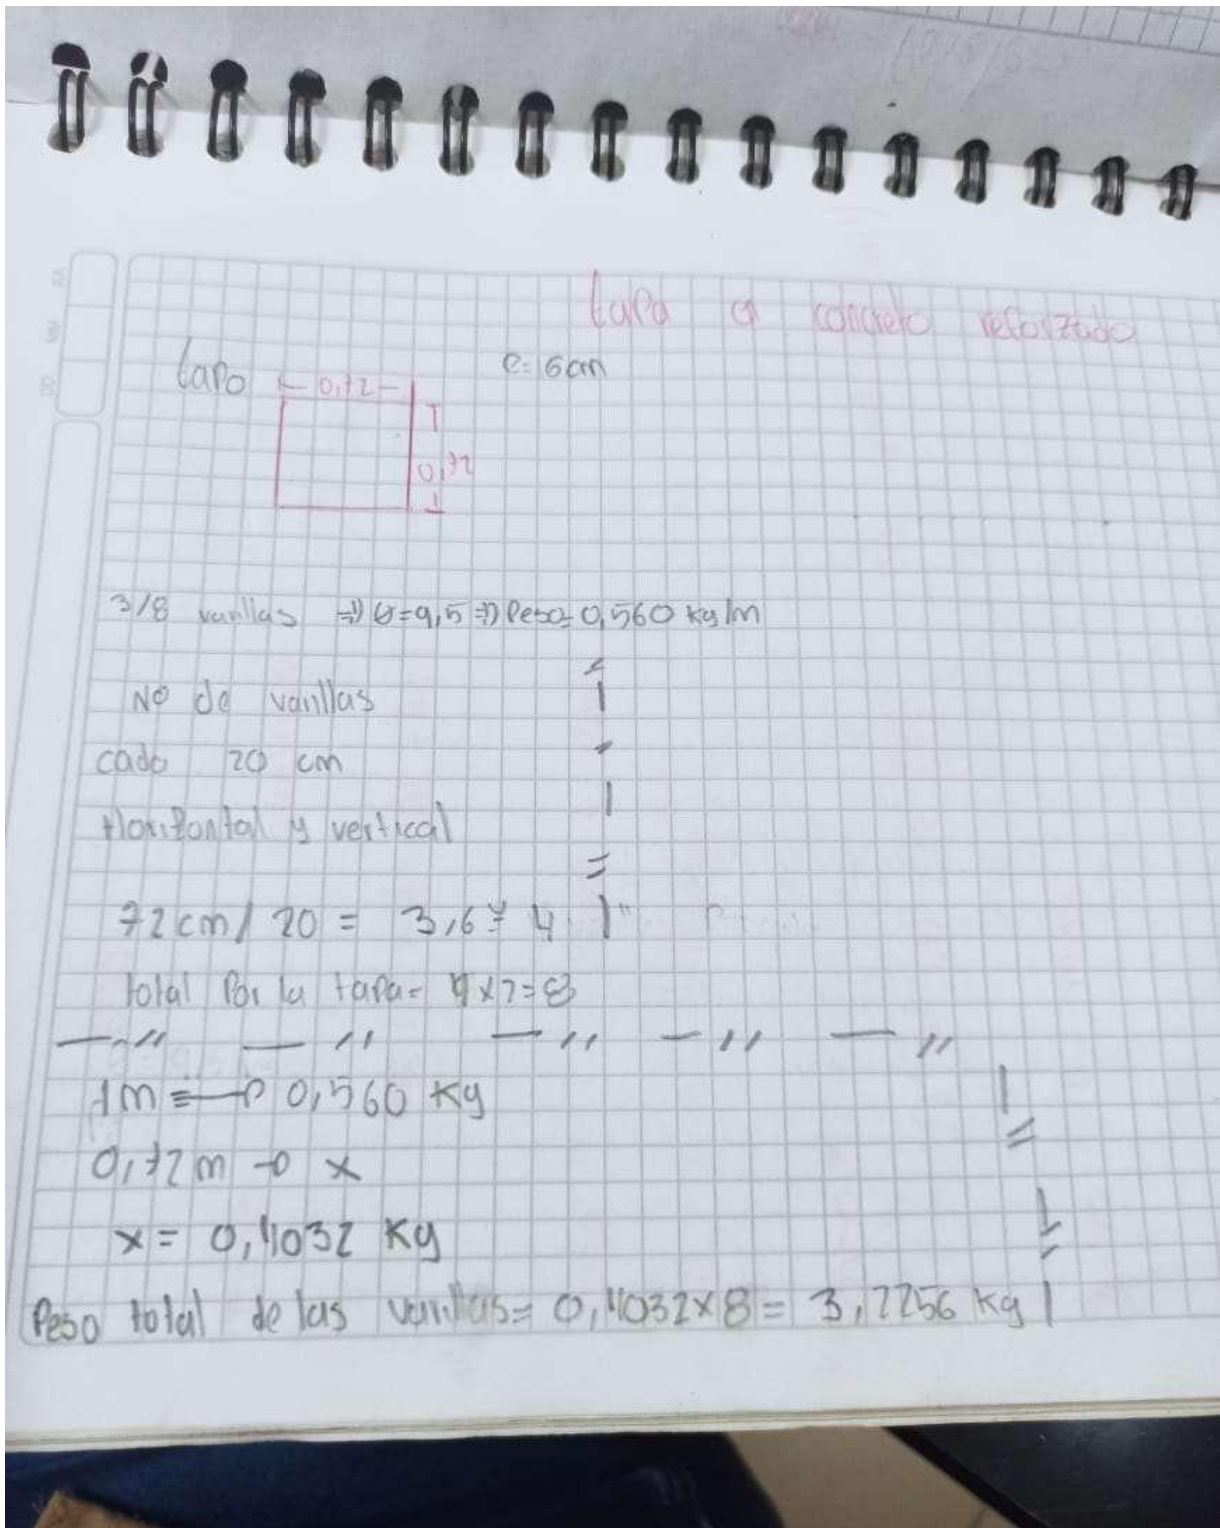 tapa en concreto reforzado
tapa 0,72 e=6cm
0,72
3/8 varillas => Ø=9,5 => Peso= 0,560 kg/m
Nº de varillas
cada 20 cm
Horizontal y vertical
72cm/20 = 3,6 ≈ 4
total por la tapa= 4x2=8
1m → 0,560 Kg
0,72m → x
x= 0,4032 Kg
Peso total de las varillas= 0,4032x8= 3,2256 kg